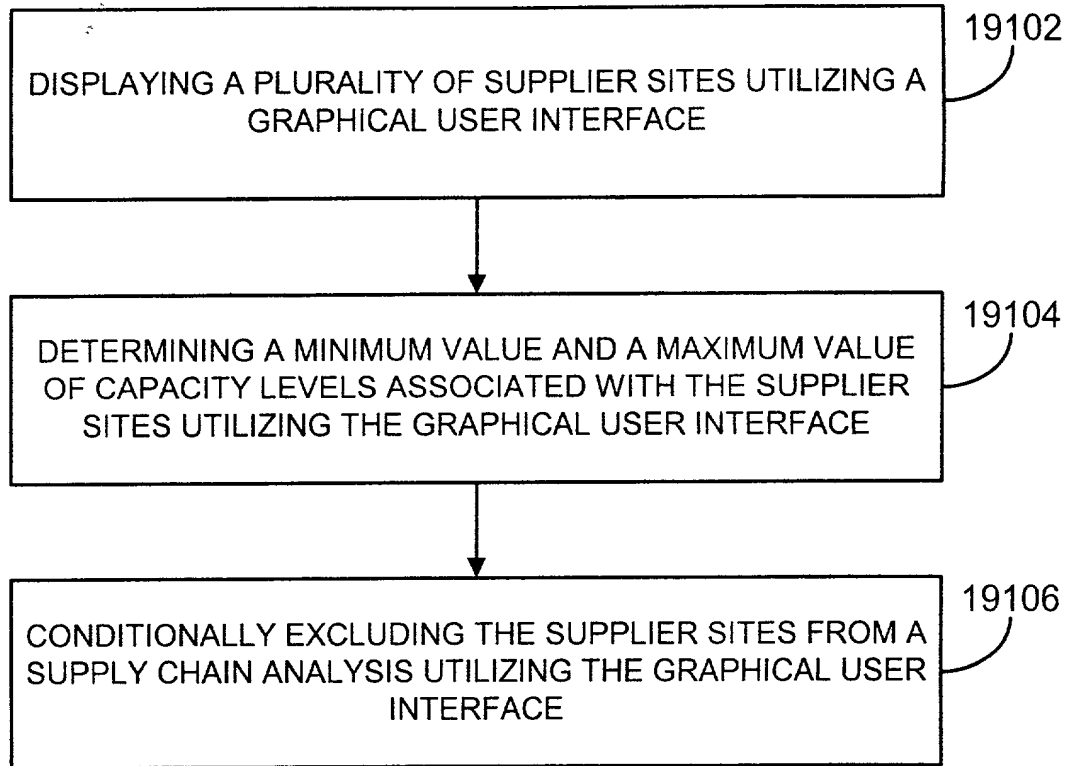 19102
DISPLAYING A PLURALITY OF SUPPLIER SITES UTILIZING A
GRAPHICAL USER INTERFACE
19104
DETERMINING A MINIMUM VALUE AND A MAXIMUM VALUE
OF CAPACITY LEVELS ASSOCIATED WITH THE SUPPLIER
SITES UTILIZING THE GRAPHICAL USER INTERFACE
19106
CONDITIONALLY EXCLUDING THE SUPPLIER SITES FROM A
SUPPLY CHAIN ANALYSIS UTILIZING THE GRAPHICAL USER
INTERFACE